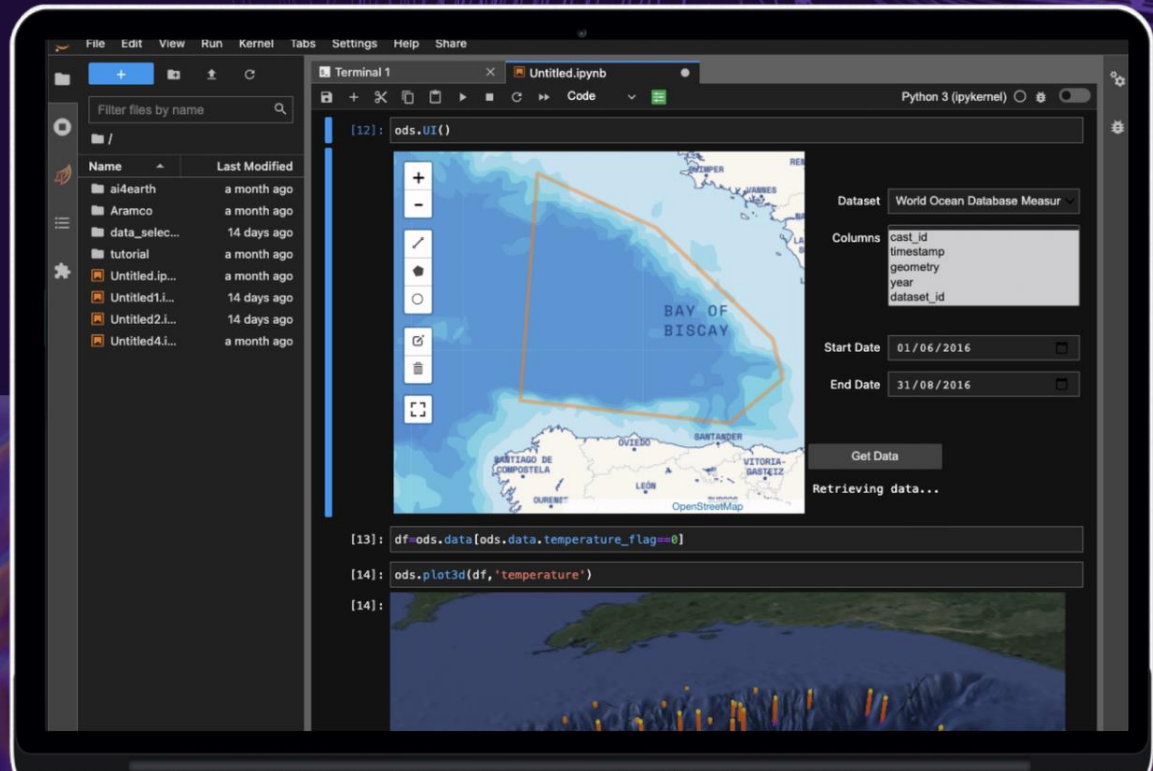 File Edit View Run Kernel Tabs Settings Help Share
Terminal 1 Untitled.ipynb
Code Python 3 (ipykernel)
Filter files by name
/
Name Last Modified
ai4earth a month ago
Aramco a month ago
data_selec... 14 days ago
tutorial a month ago
Untitled.ip... a month ago
Untitled1.i... 14 days ago
Untitled2.i... 14 days ago
Untitled4.i... a month ago
[12]: ods.UI()
+
-
QUIMPER
REN
VANNES
BAY OF
BISCAY
SANTIAGO DE
COMPOSTELA
OVIEDO
SANTANDER
VITORIA-
GASTEIZ
LEÓN
OURENSE
OpenStreetMap
Dataset World Ocean Database Measur
Columns cast_id
timestamp
geometry
year
dataset_id
Start Date 01/06/2016
End Date 31/08/2016
Get Data
Retrieving data...
[13]: df=ods.data[ods.data.temperature_flag==0]
[14]: ods.plot3d(df,'temperature')
[14]: